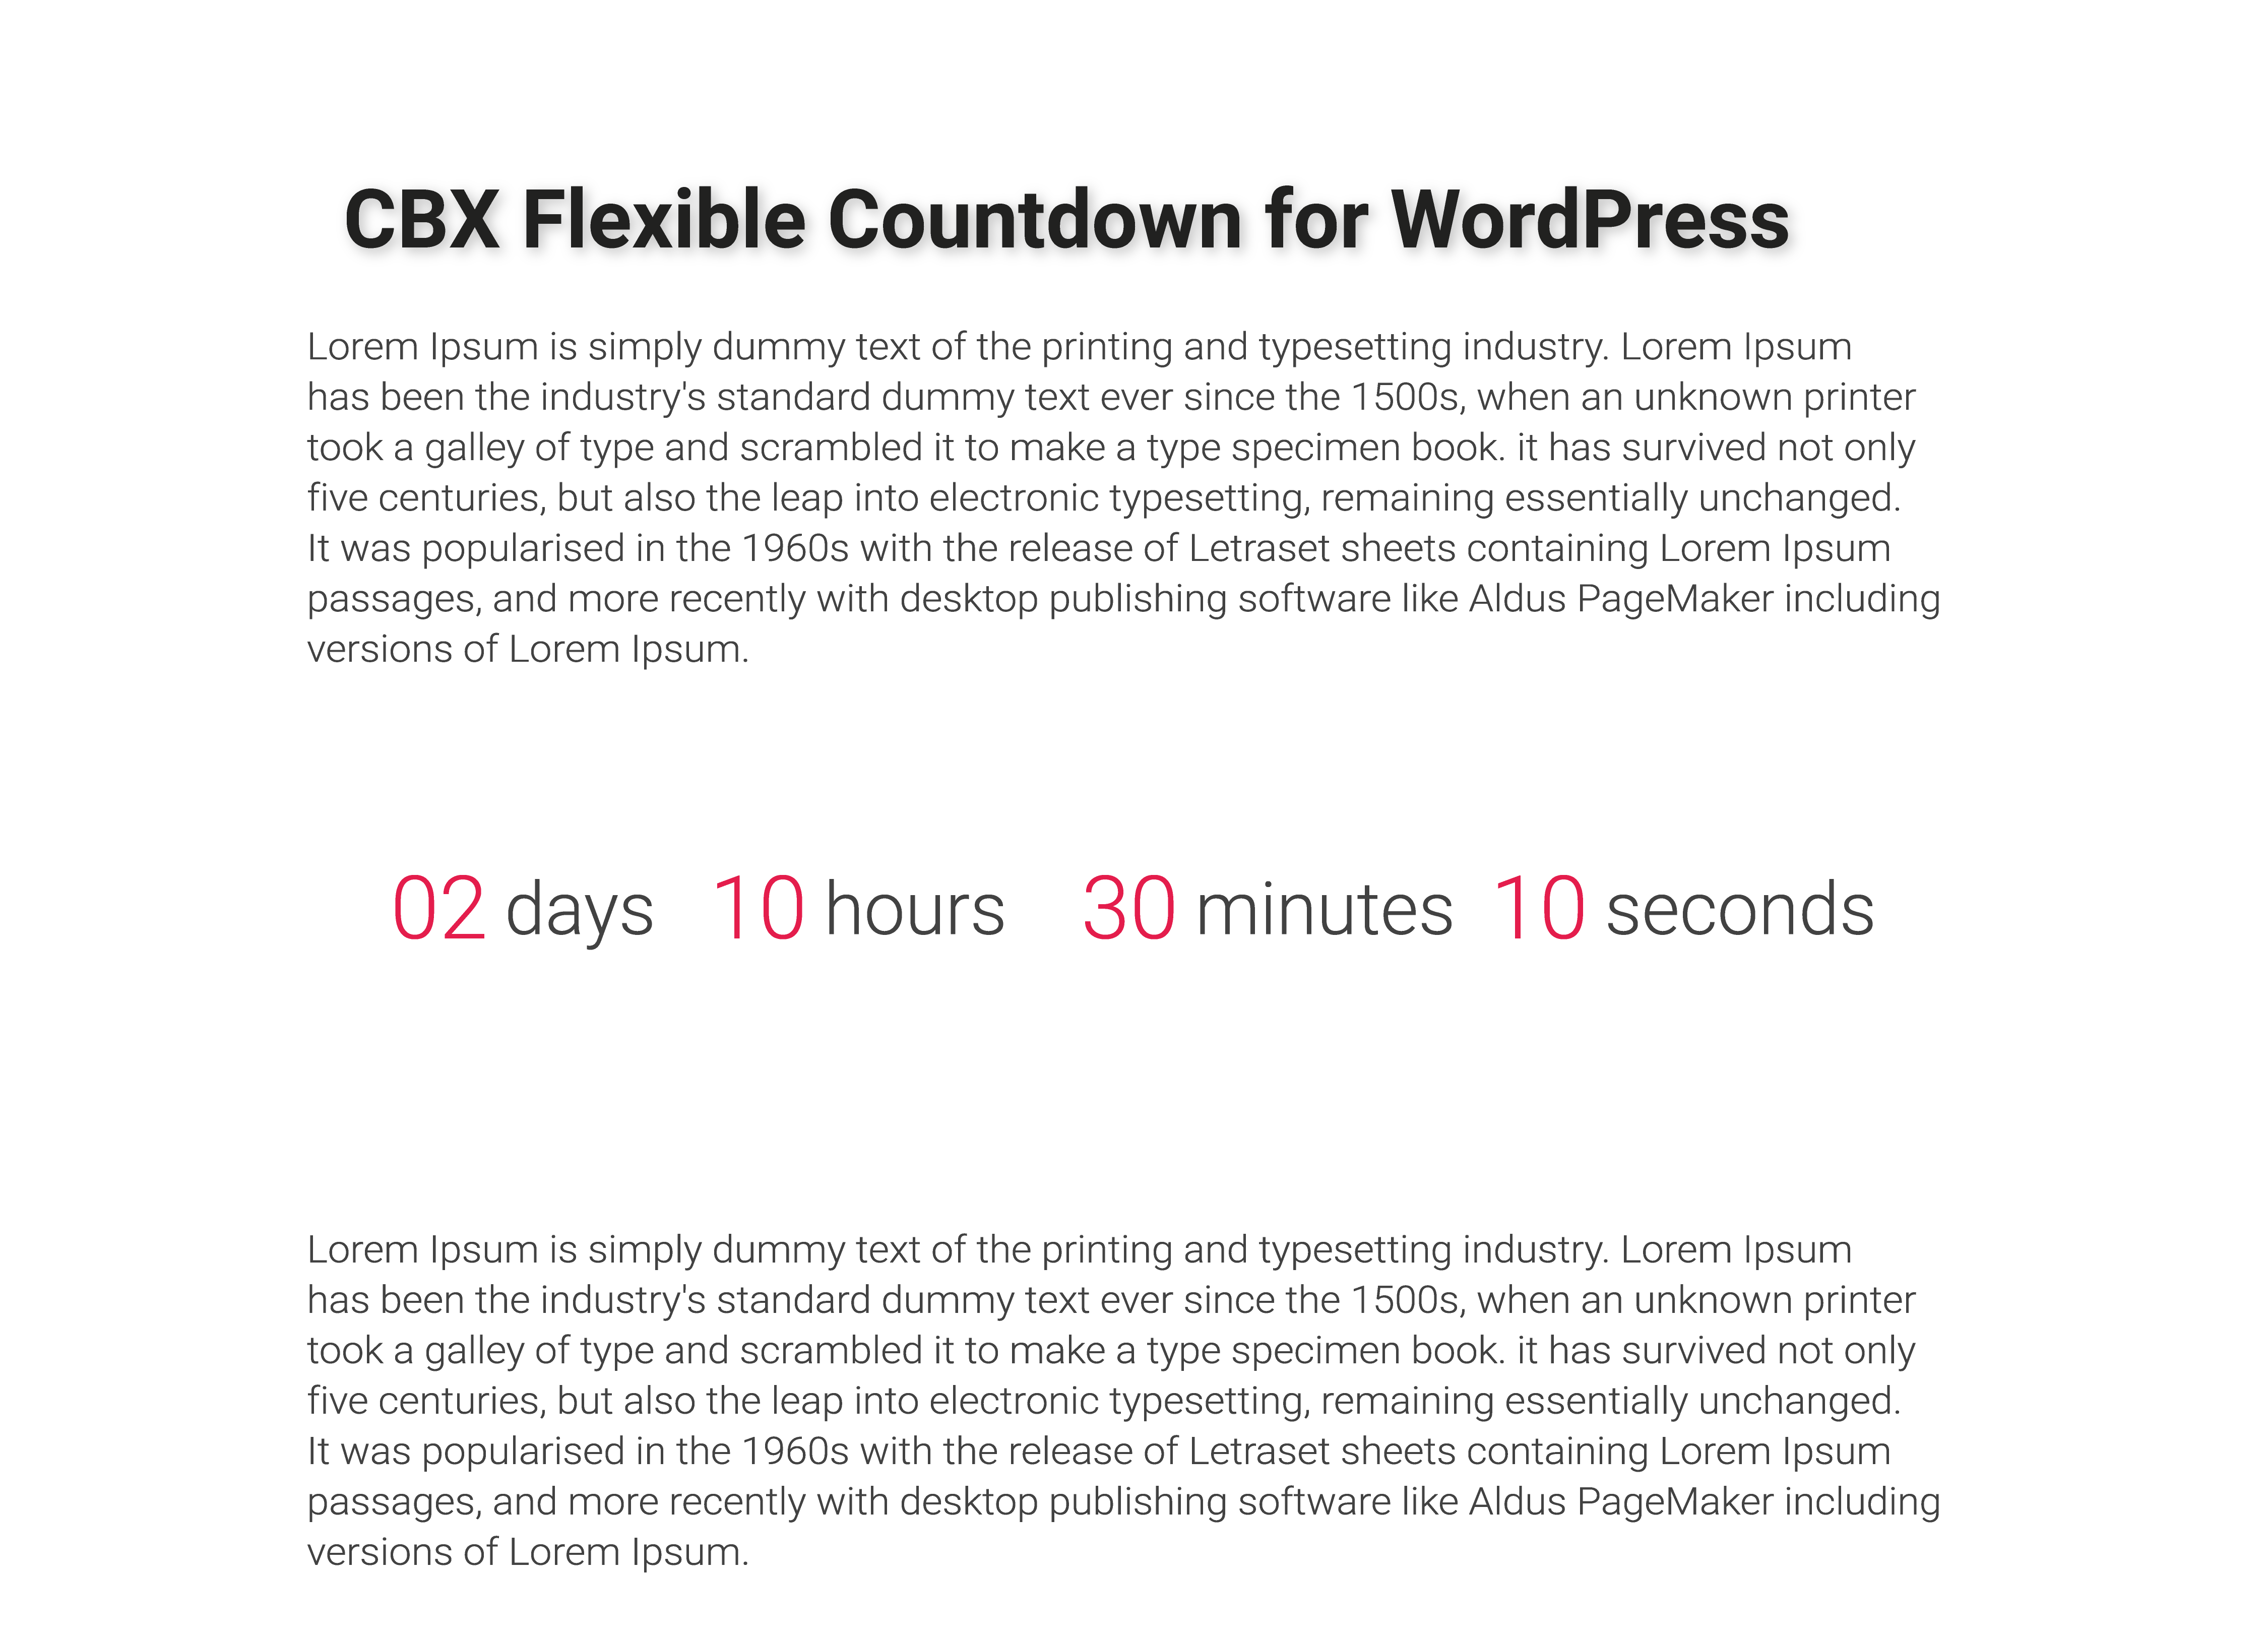 CBX Flexible Countdown for WordPress
Lorem Ipsum is simply dummy text of the printing and typesetting industry. Lorem Ipsum
has been the industry's standard dummy text ever since the 1500s, when an unknown printer
took a galley of type and scrambled it to make a type specimen book. it has survived not only
five centuries, but also the leap into electronic typesetting, remaining essentially unchanged.
It was popularised in the 1960s with the release of Letraset sheets containing Lorem Ipsum
passages, and more recently with desktop publishing software like Aldus PageMaker including
versions of Lorem Ipsum.
02 days 10 hours 30 minutes 10 seconds
Lorem Ipsum is simply dummy text of the printing and typesetting industry. Lorem Ipsum
has been the industry's standard dummy text ever since the 1500s, when an unknown printer
took a galley of type and scrambled it to make a type specimen book. it has survived not only
five centuries, but also the leap into electronic typesetting, remaining essentially unchanged.
It was popularised in the 1960s with the release of Letraset sheets containing Lorem Ipsum
passages, and more recently with desktop publishing software like Aldus PageMaker including
versions of Lorem Ipsum.